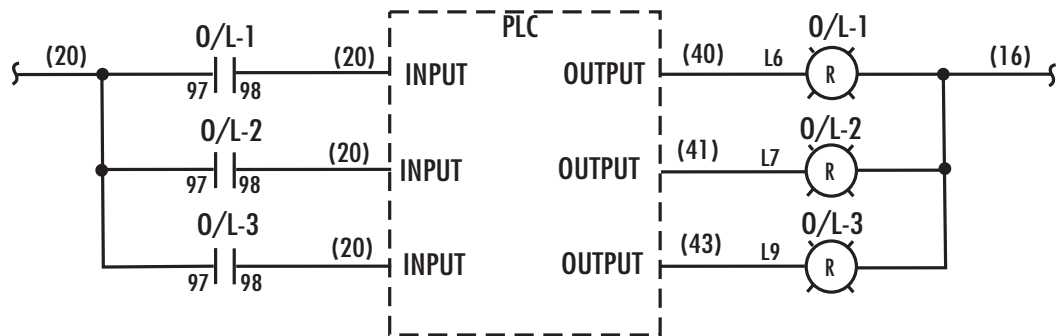 PLC
(20) O/L-1 97 98 (20) INPUT OUTPUT (40) L6 O/L-1 R (16)
O/L-2 97 98 (20) INPUT OUTPUT (41) L7 O/L-2 R
O/L-3 97 98 (20) INPUT OUTPUT (43) L9 O/L-3 R